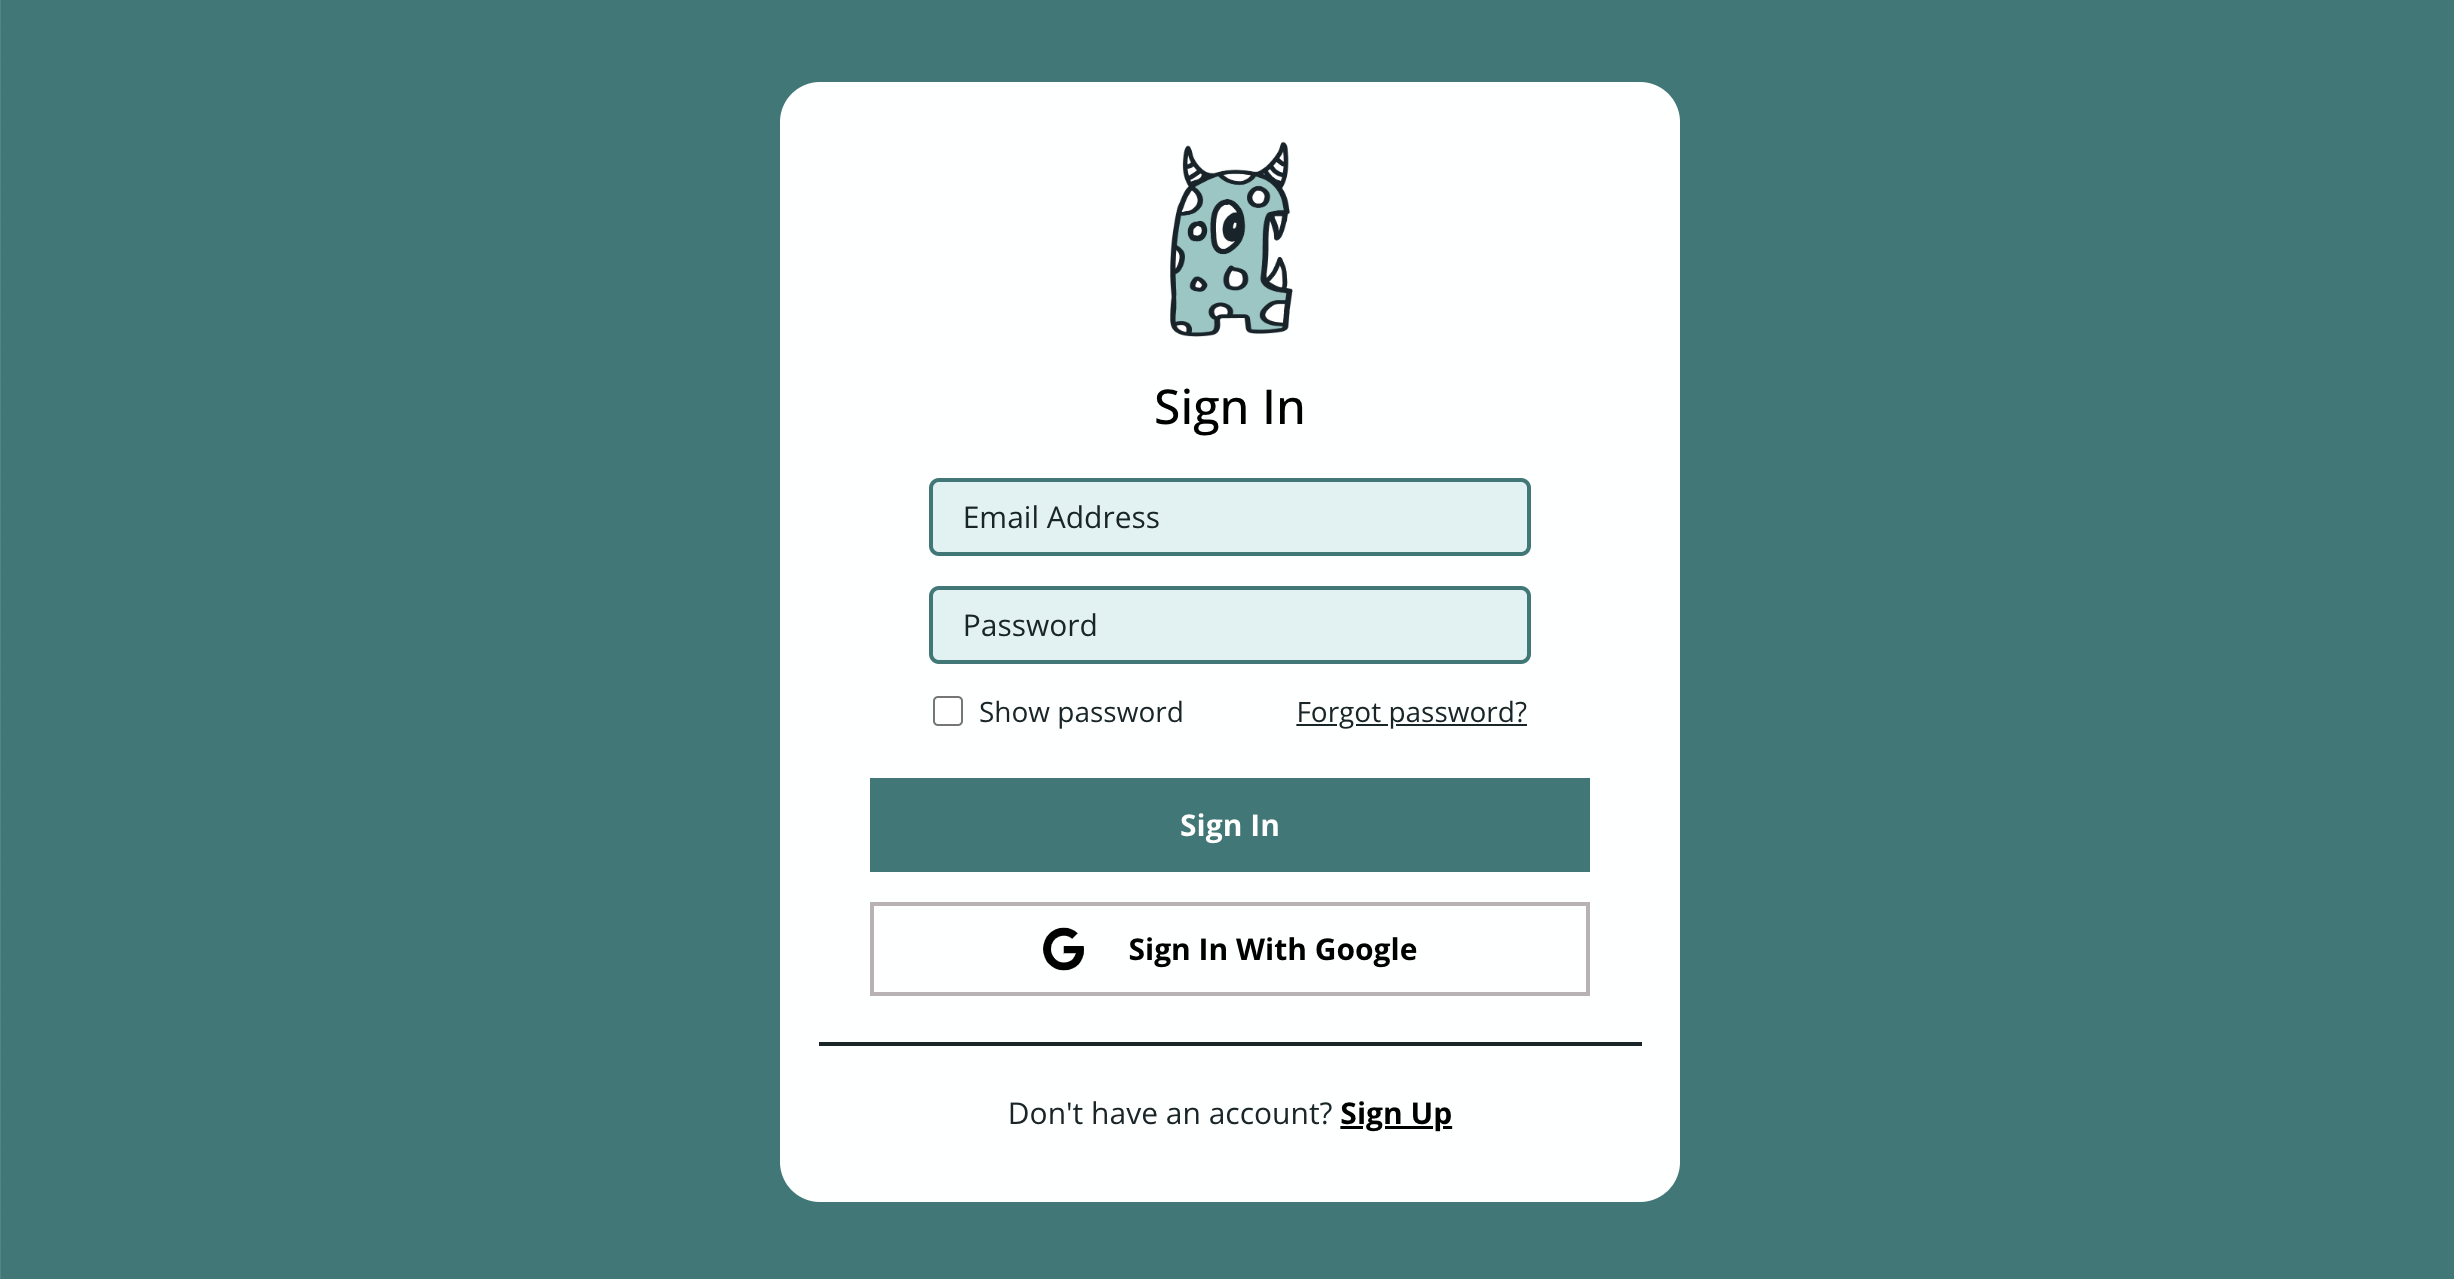 Sign In
Email Address
Password
Show password Forgot password?
Sign In
Sign In With Google
Don't have an account? Sign Up